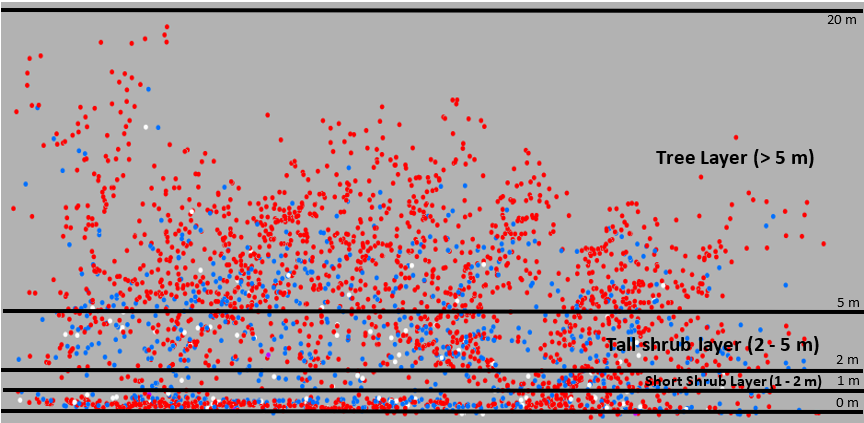 20 m
Tree Layer (> 5 m)
5 m
Tall shrub layer (2 - 5 m)
2 m
Short Shrub Layer (1 - 2 m)
1 m
0 m